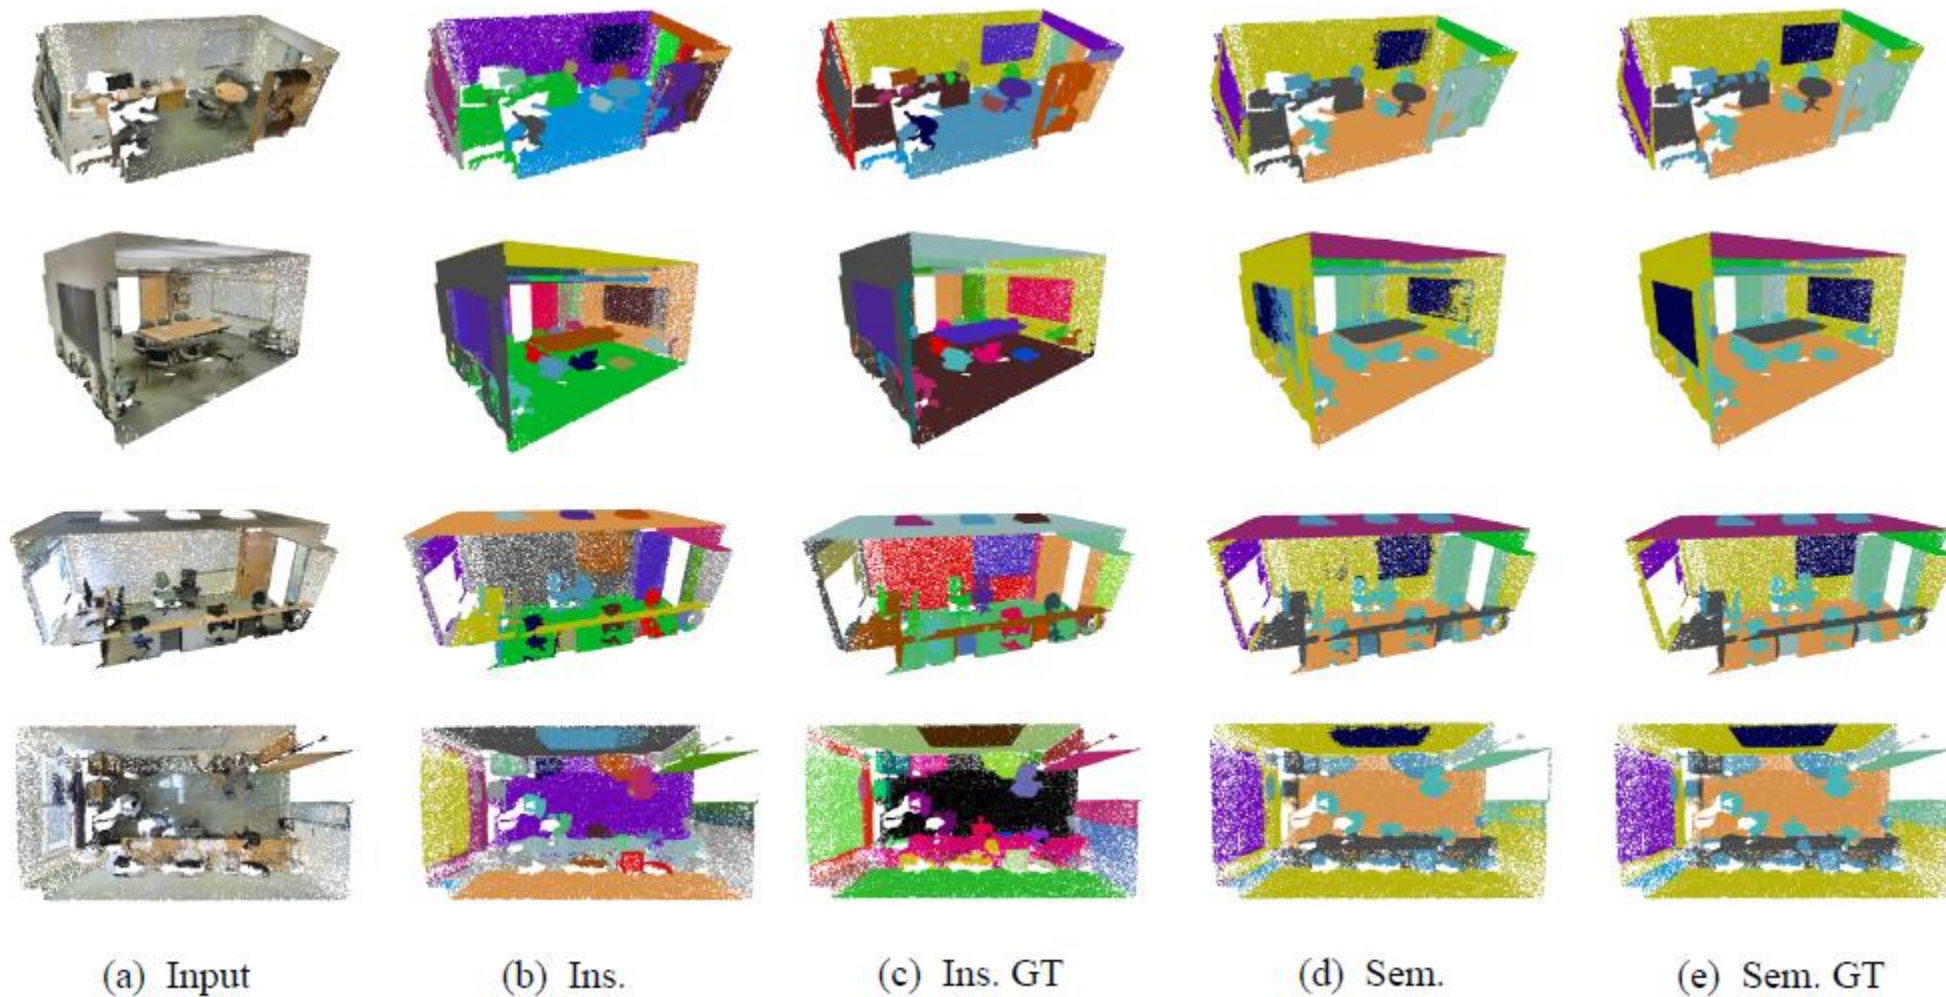 (a) Input (b) Ins. (c) Ins. GT (d) Sem. (e) Sem. GT